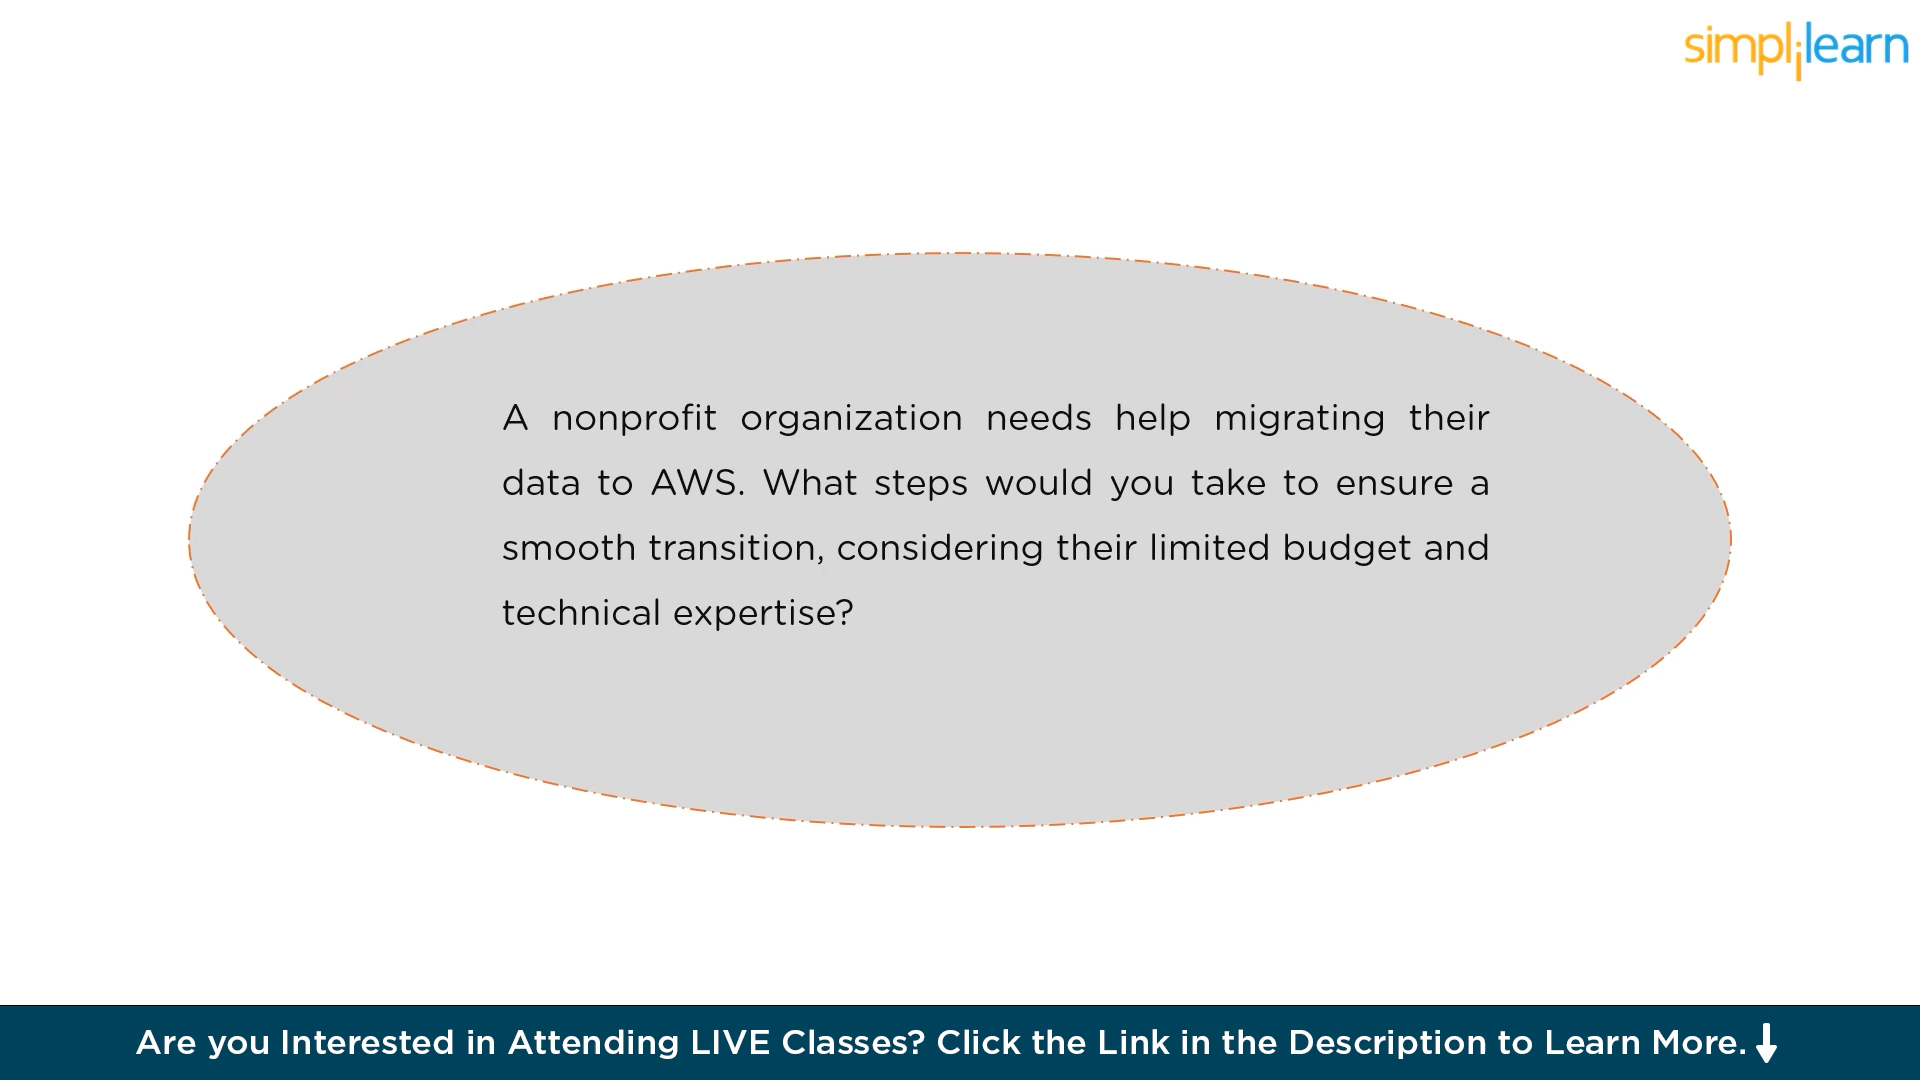 simplilearn
A nonprofit organization needs help migrating their
data to AWS. What steps would you take to ensure a
smooth transition, considering their limited budget and
technical expertise?
Are you Interested in Attending LIVE Classes? Click the Link in the Description to Learn More.